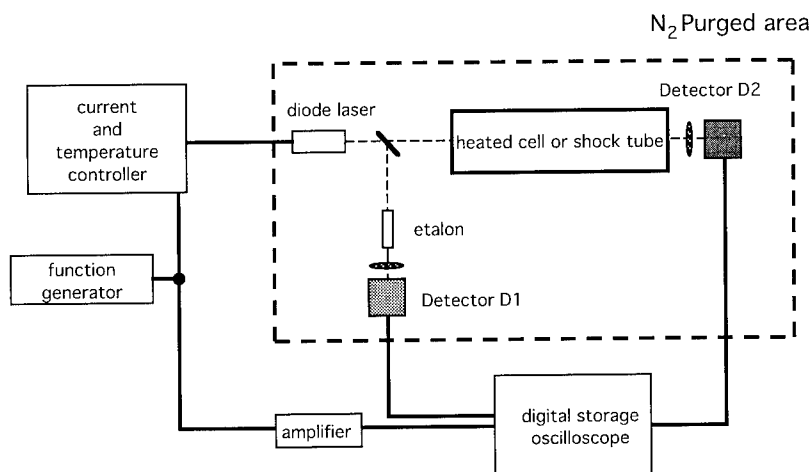 N2 Purged area
Detector D2
diode laser
current
and
temperature
controller
heated cell or shock tube
etalon
function
generator
Detector D1
digital storage
oscilloscope
amplifier